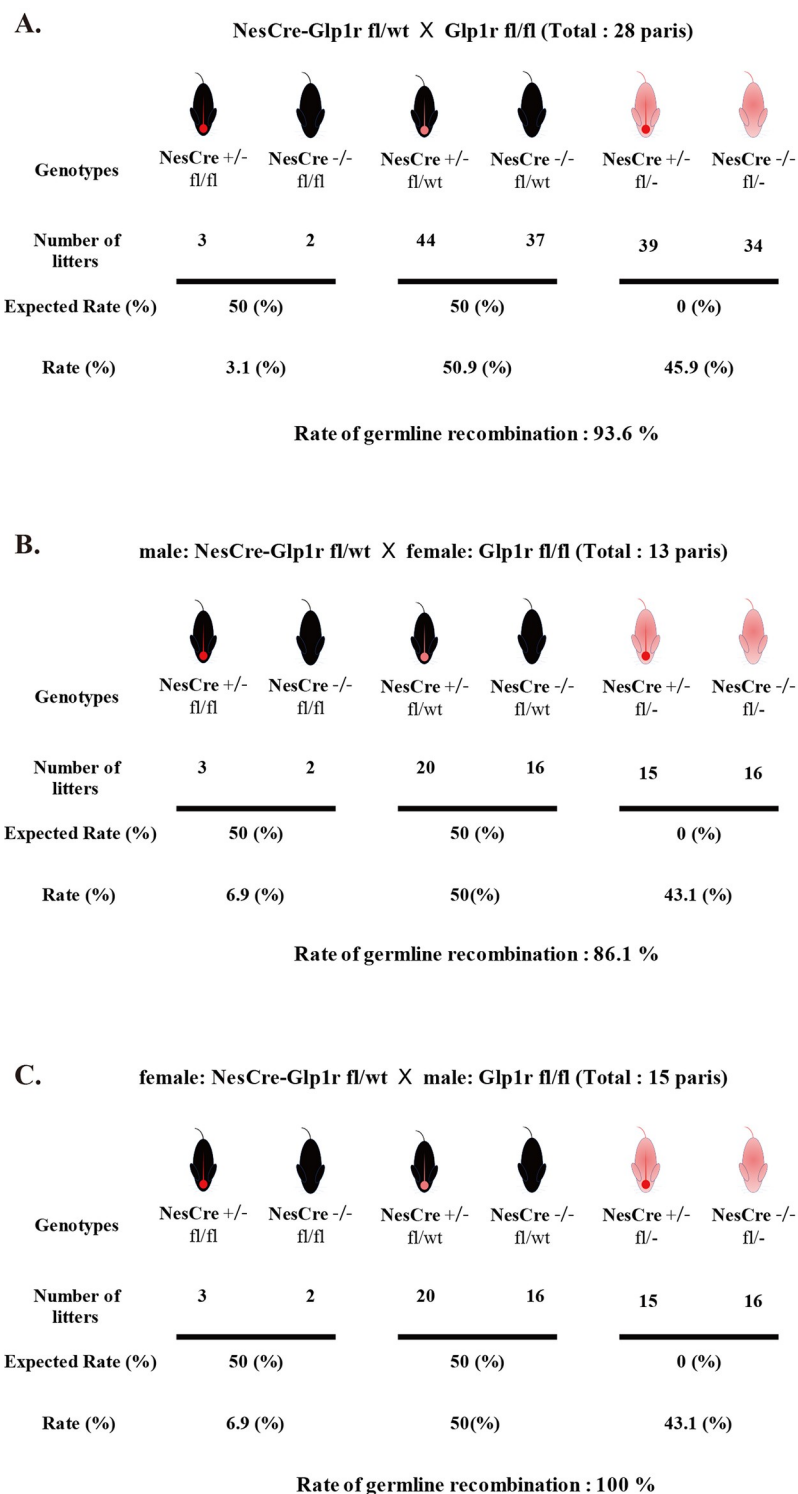 A.
NesCre-Glp1r fl/wt X Glp1r fl/fl (Total : 28 paris)
Genotypes
NesCre +/- NesCre -/- NesCre +/- NesCre -/- NesCre +/- NesCre -/-
fl/fl fl/fl fl/wt fl/wt fl/- fl/-
Number of
litters
3 2 44 37 39 34
Expected Rate (%) 50 (%) 50 (%) 0 (%)
Rate (%) 3.1 (%) 50.9 (%) 45.9 (%)
Rate of germline recombination : 93.6 %
B.
male: NesCre-Glp1r fl/wt X female: Glp1r fl/fl (Total : 13 paris)
Genotypes
NesCre +/- NesCre -/- NesCre +/- NesCre -/- NesCre +/- NesCre -/-
fl/fl fl/fl fl/wt fl/wt fl/- fl/-
Number of
litters
3 2 20 16 15 16
Expected Rate (%) 50 (%) 50 (%) 0 (%)
Rate (%) 6.9 (%) 50(%) 43.1 (%)
Rate of germline recombination : 86.1 %
C.
female: NesCre-Glp1r fl/wt X male: Glp1r fl/fl (Total : 15 paris)
Genotypes
NesCre +/- NesCre -/- NesCre +/- NesCre -/- NesCre +/- NesCre -/-
fl/fl fl/fl fl/wt fl/wt fl/- fl/-
Number of
litters
3 2 20 16 15 16
Expected Rate (%) 50 (%) 50 (%) 0 (%)
Rate (%) 6.9 (%) 50(%) 43.1 (%)
Rate of germline recombination : 100 %